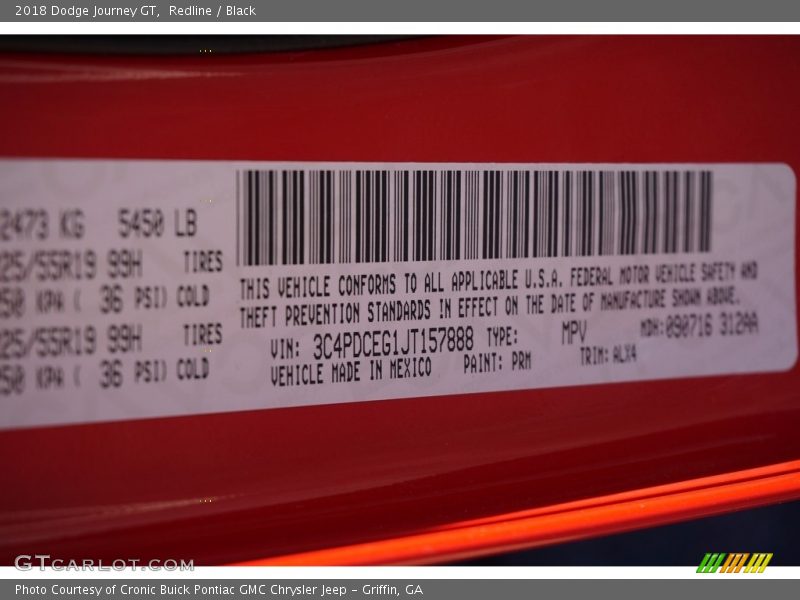 2018 Dodge Journey GT, Redline / Black
2473 KG 5450 LB
25/55R19 99H TIRES
50 KPA ( 36 PSI) COLD
25/55R19 99H TIRES
50 KPA ( 36 PSI) COLD
THIS VEHICLE CONFORMS TO ALL APPLICABLE U.S.A. FEDERAL MOTOR VEHICLE SAFETY AND
THEFT PREVENTION STANDARDS IN EFFECT ON THE DATE OF MANUFACTURE SHOWN ABOVE.
VIN: 3C4PDCEG1JT157888 TYPE: MPV MDH:090716 312AA
VEHICLE MADE IN MEXICO PAINT: PRM TRIM:ALX4
GTCARLOT.COM
Photo Courtesy of Cronic Buick Pontiac GMC Chrysler Jeep - Griffin, GA